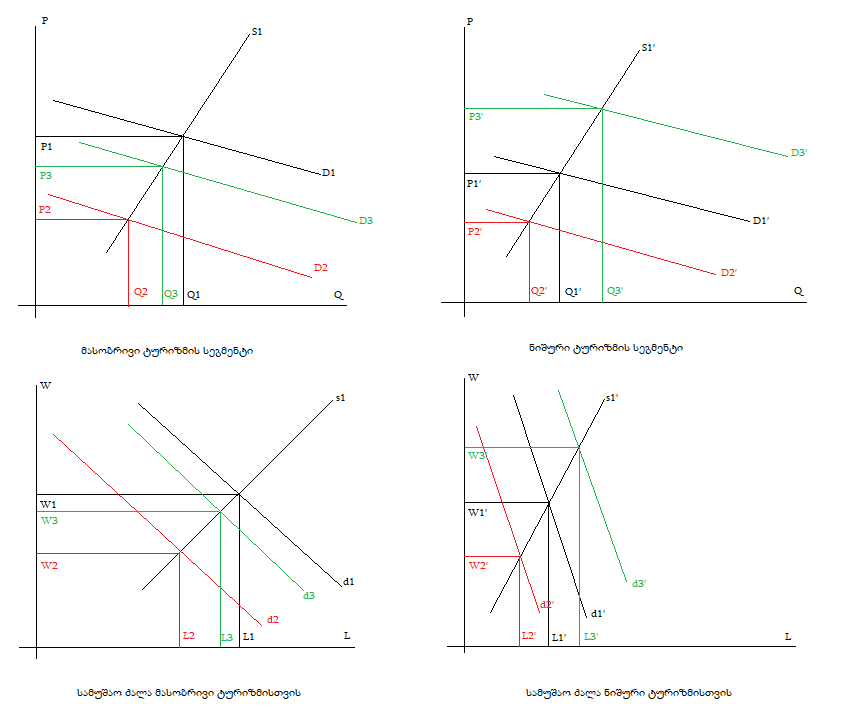 P
S1
P1
D1
P3
D3
P2
D2
Q2
Q3
Q1
Q
მასობრივი ტურიზმის სეგმენტი
P
S1'
P3'
D3'
P1'
D1'
P2'
D2'
Q2'
Q1'
Q3'
Q
ნიშური ტურიზმის სეგმენტი
W
s1
W1
W3
W2
d1
d3
d2
L2
L3
L1
L
სამუშაო ძალა მასობრივი ტურიზმისთვის
W
s1'
W3'
W1'
W2'
d3'
d2'
d1'
L2'
L1'
L3'
L
სამუშაო ძალა ნიშური ტურიზმისთვის